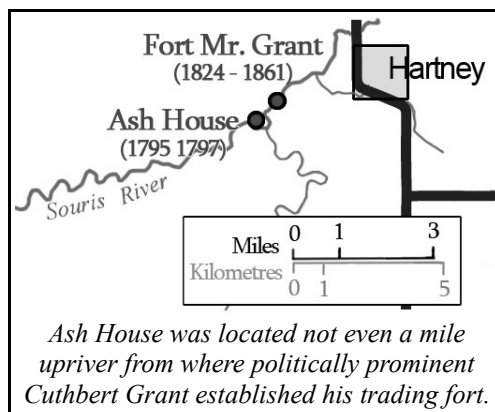 Fort Mr. Grant
(1824 - 1861)
Hartney
Ash House
(1795 1797)
Souris River
Miles 0 1 3
Kilometres 0 1 5
Ash House was located not even a mile
upriver from where politically prominent
Cuthbert Grant established his trading fort.